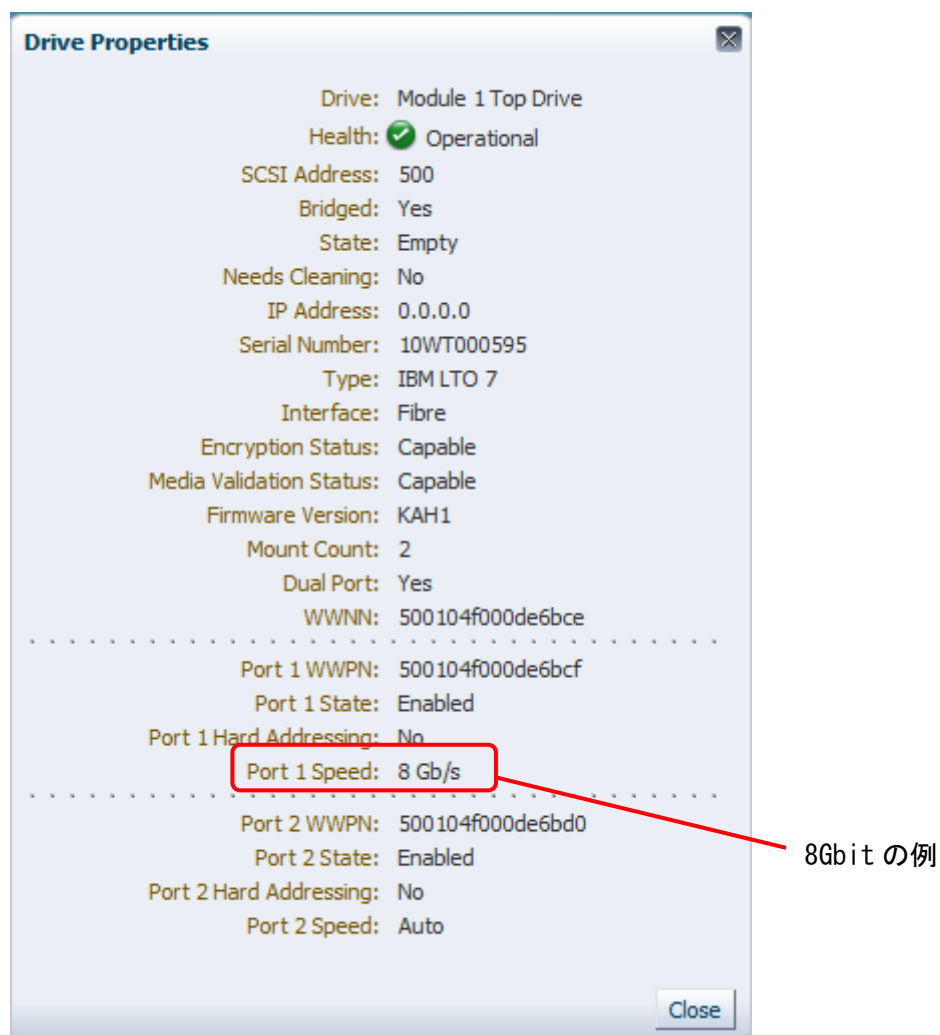 Drive Properties
Drive: Module 1 Top Drive
Health: Operational
SCSI Address: 500
Bridged: Yes
State: Empty
Needs Cleaning: No
IP Address: 0.0.0.0
Serial Number: 10WT000595
Type: IBM LTO 7
Interface: Fibre
Encryption Status: Capable
Media Validation Status: Capable
Firmware Version: KAH1
Mount Count: 2
Dual Port: Yes
WWNN: 500104f000de6bce
Port 1 WWPN: 500104f000de6bcf
Port 1 State: Enabled
Port 1 Hard Addressing: No
Port 1 Speed: 8 Gb/s
Port 2 WWPN: 500104f000de6bd0
8Gbit の例
Port 2 State: Enabled
Port 2 Hard Addressing: No
Port 2 Speed: Auto
Close